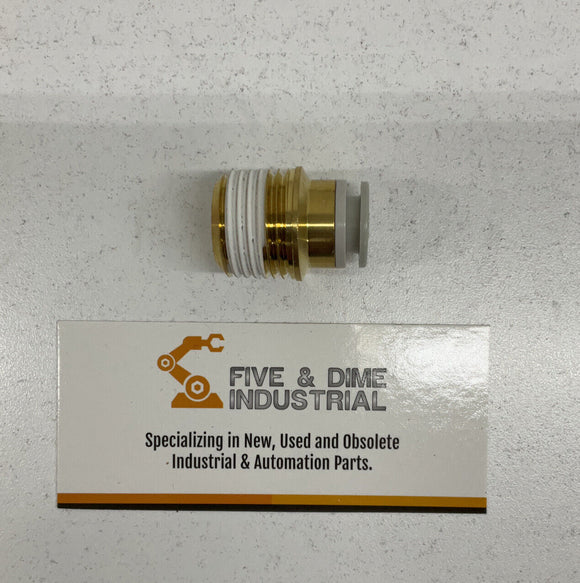 FIVE & DIME
INDUSTRIAL
Specializing in New, Used and Obsolete
Industrial & Automation Parts.